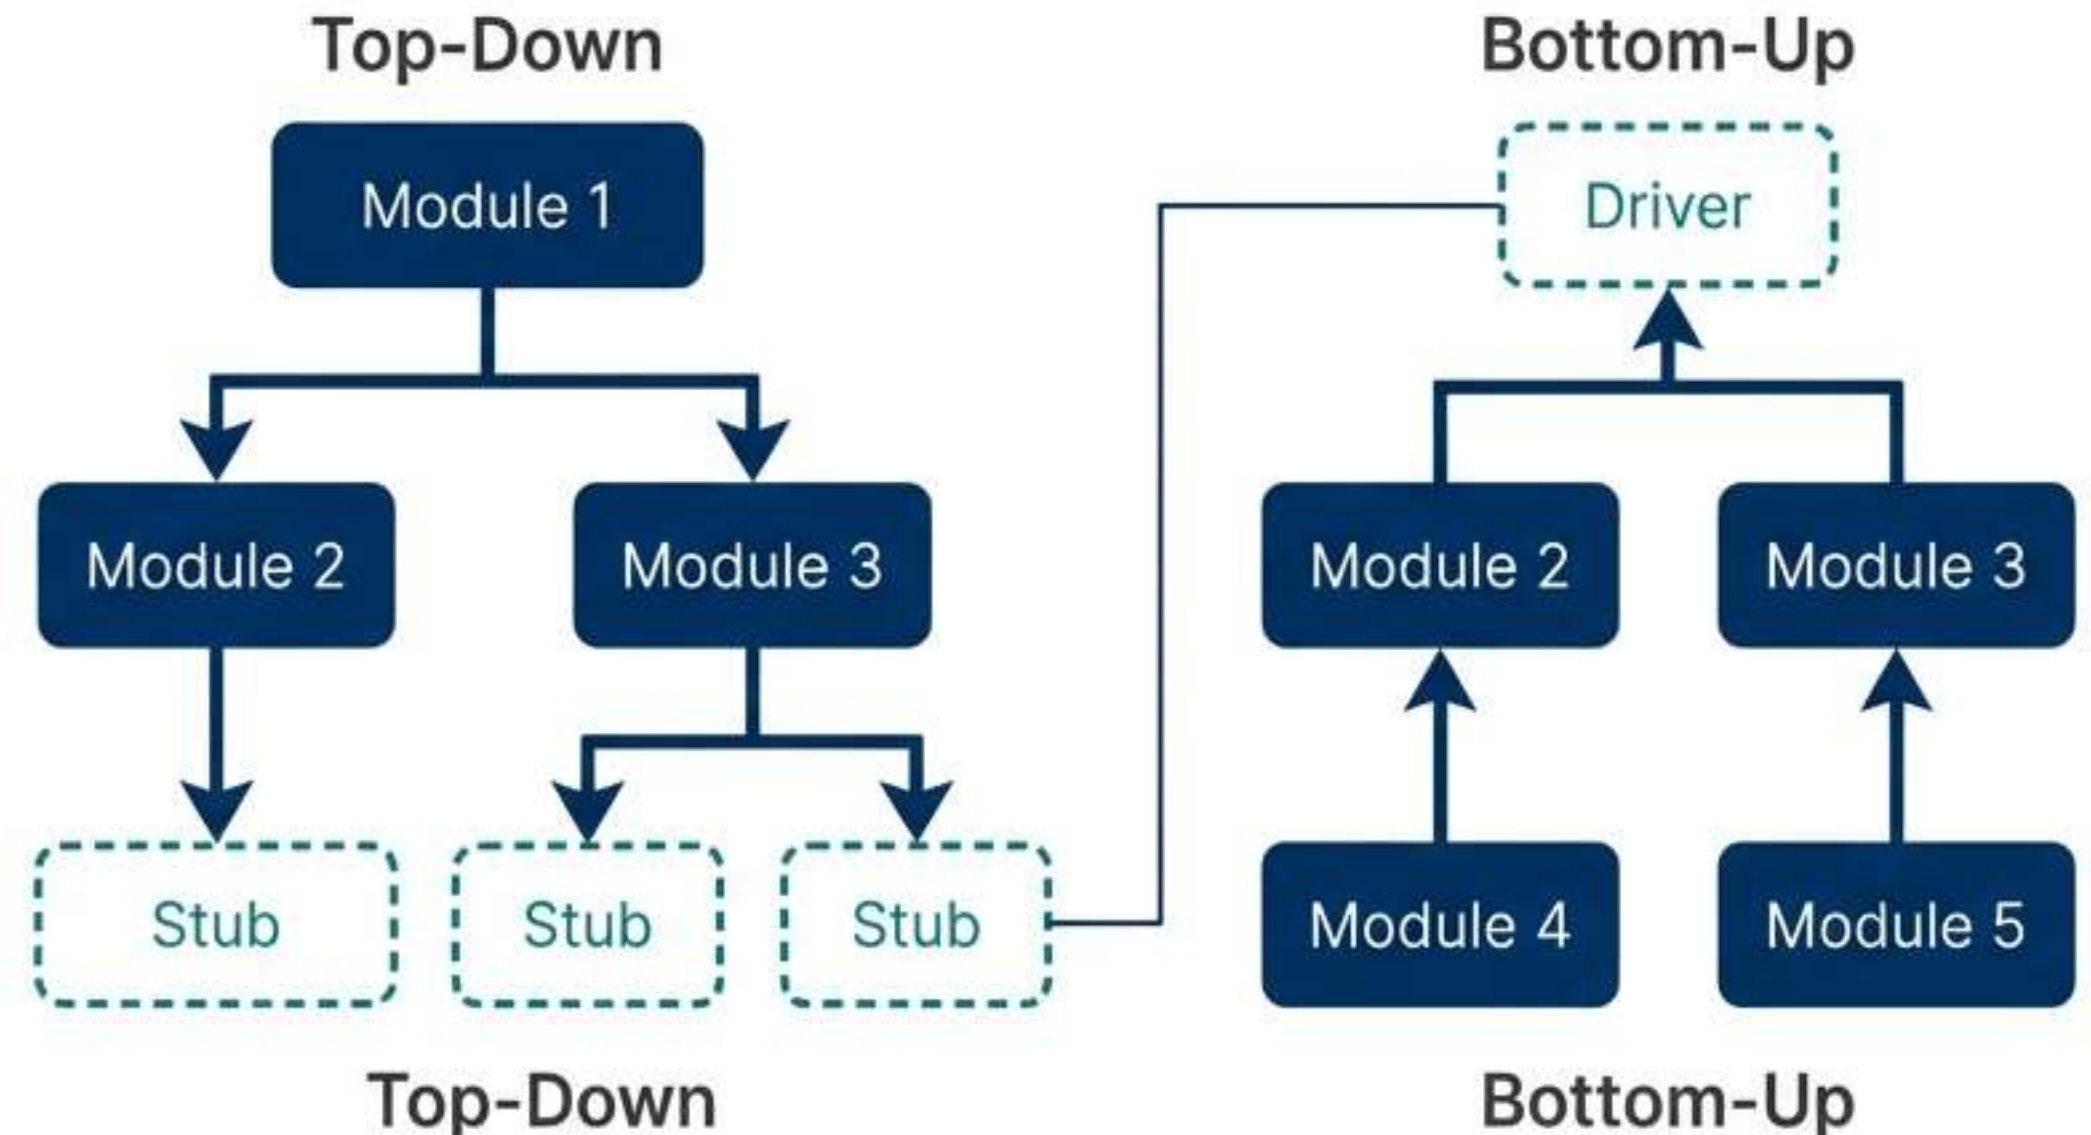 Top-Down
Module 1
Module 2
Module 3
Stub
Stub
Stub
Top-Down
Bottom-Up
Driver
Module 2
Module 3
Module 4
Module 5
Bottom-Up